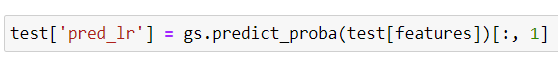 test['pred_lr'] = gs.predict_proba(test[features])[:, 1]